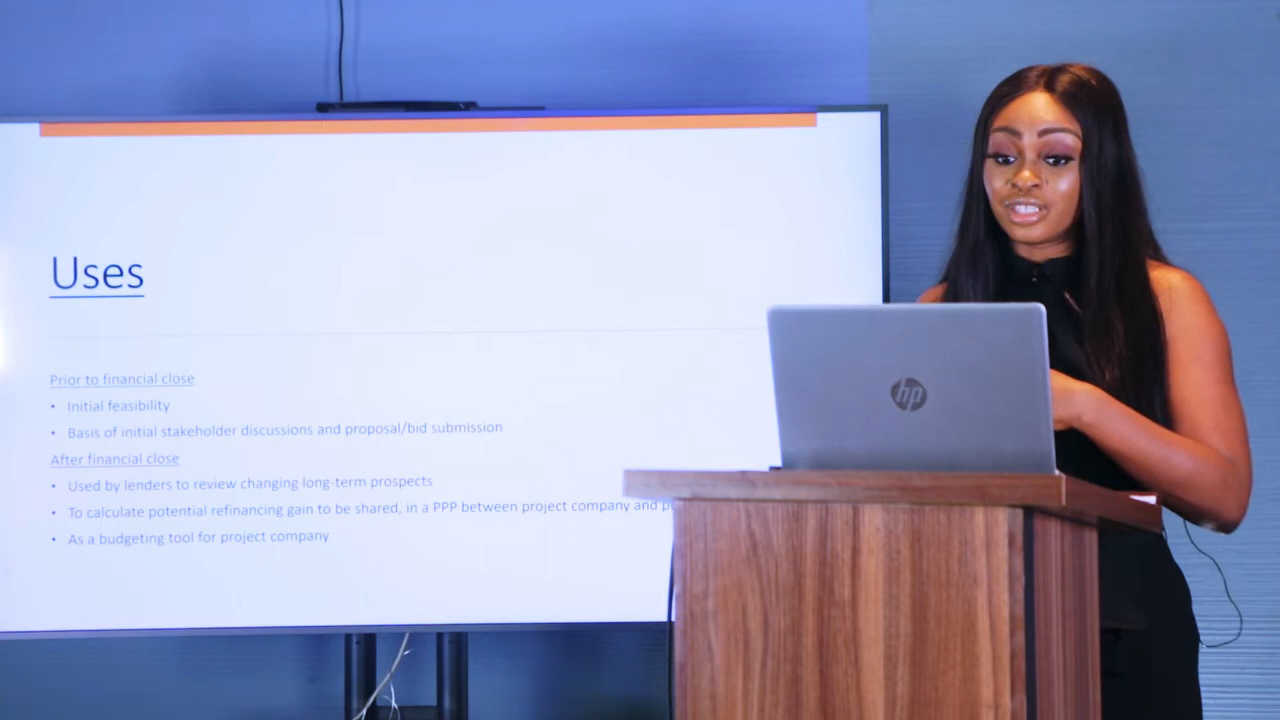 Uses
Prior to financial close
• Initial feasibility
• Basis of initial stakeholder discussions and proposal/bid submission
After financial close
• Used by lenders to review changing long-term prospects
• To calculate potential refinancing gain to be shared, in a PPP between project company and
• As a budgeting tool for project company
hp